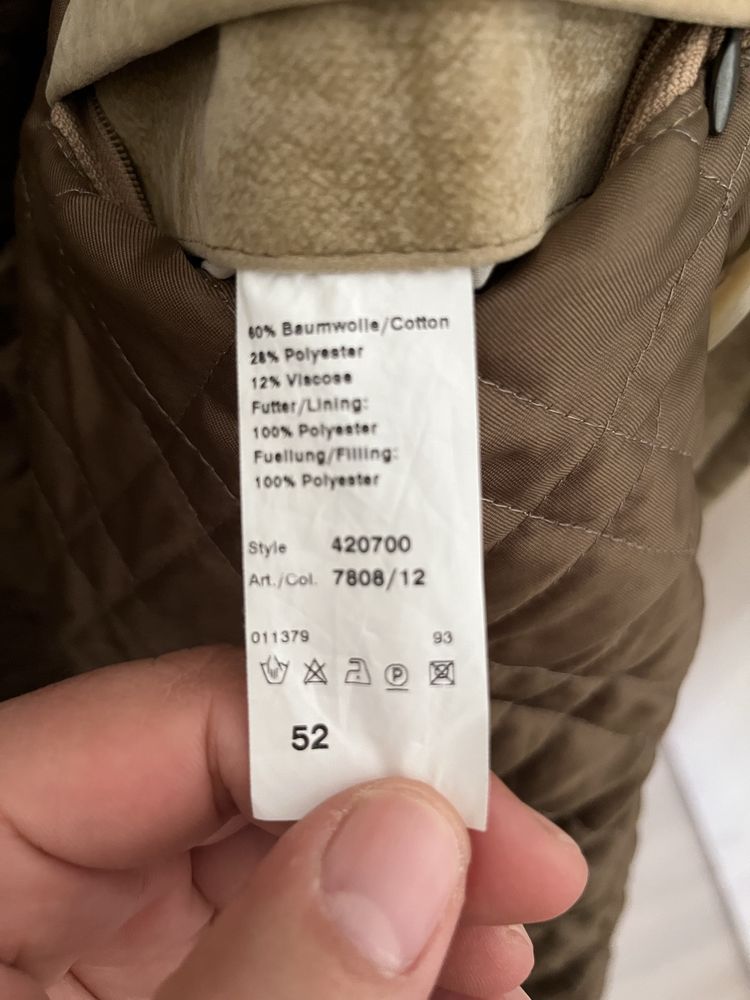 60% Baumwolle/Cotton
28% Polyester
12% Viscose
Futter/Lining:
100% Polyester
Fuellung/Filling:
100% Polyester
Style 420700
Art./Col. 7808/12
011379 93
P
52